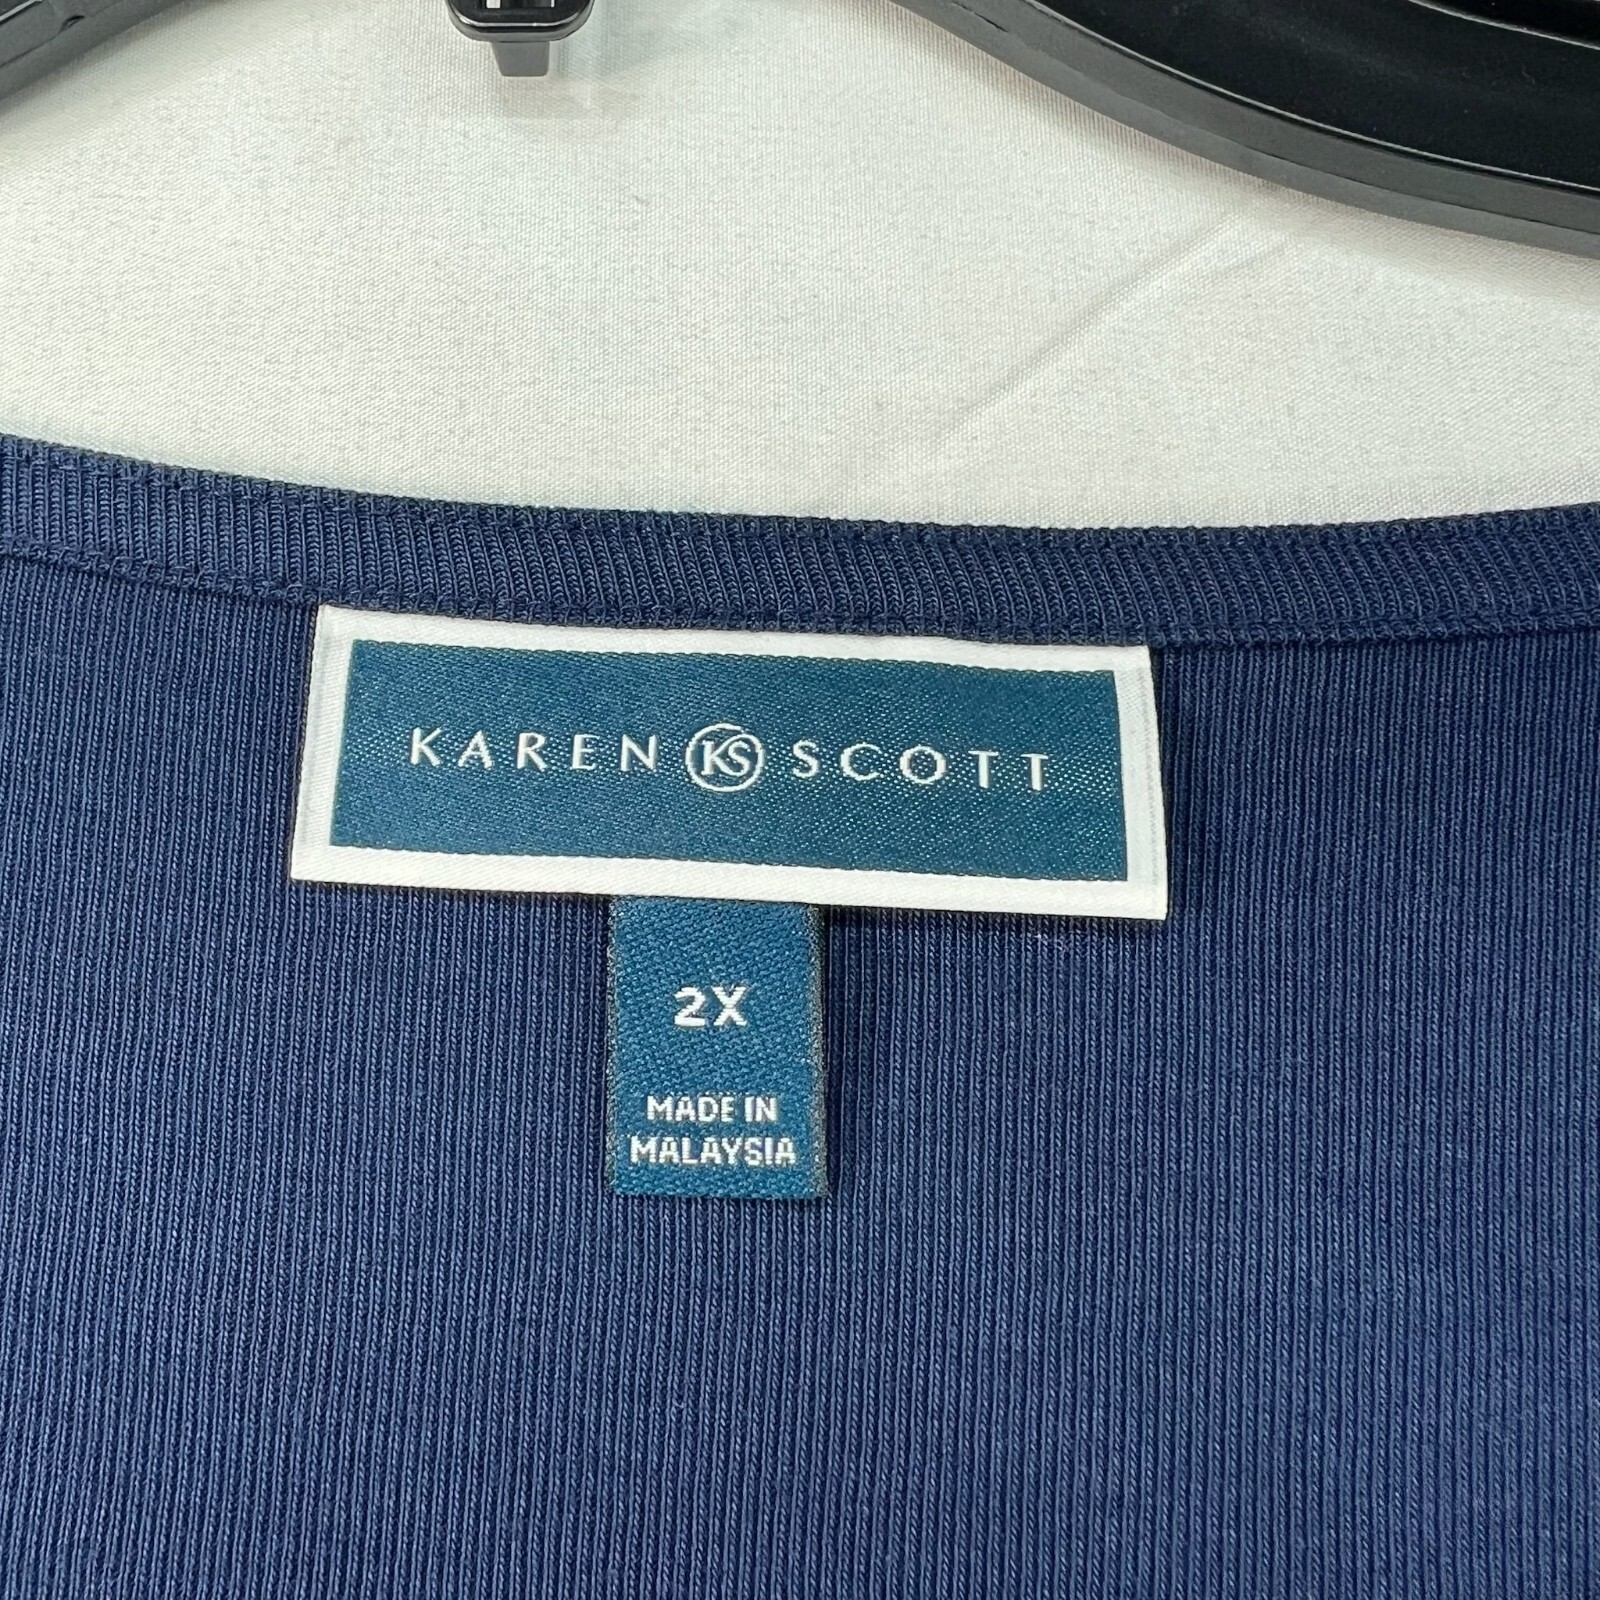 KAREN KS SCOTT
2X
MADE IN
MALAYSIA